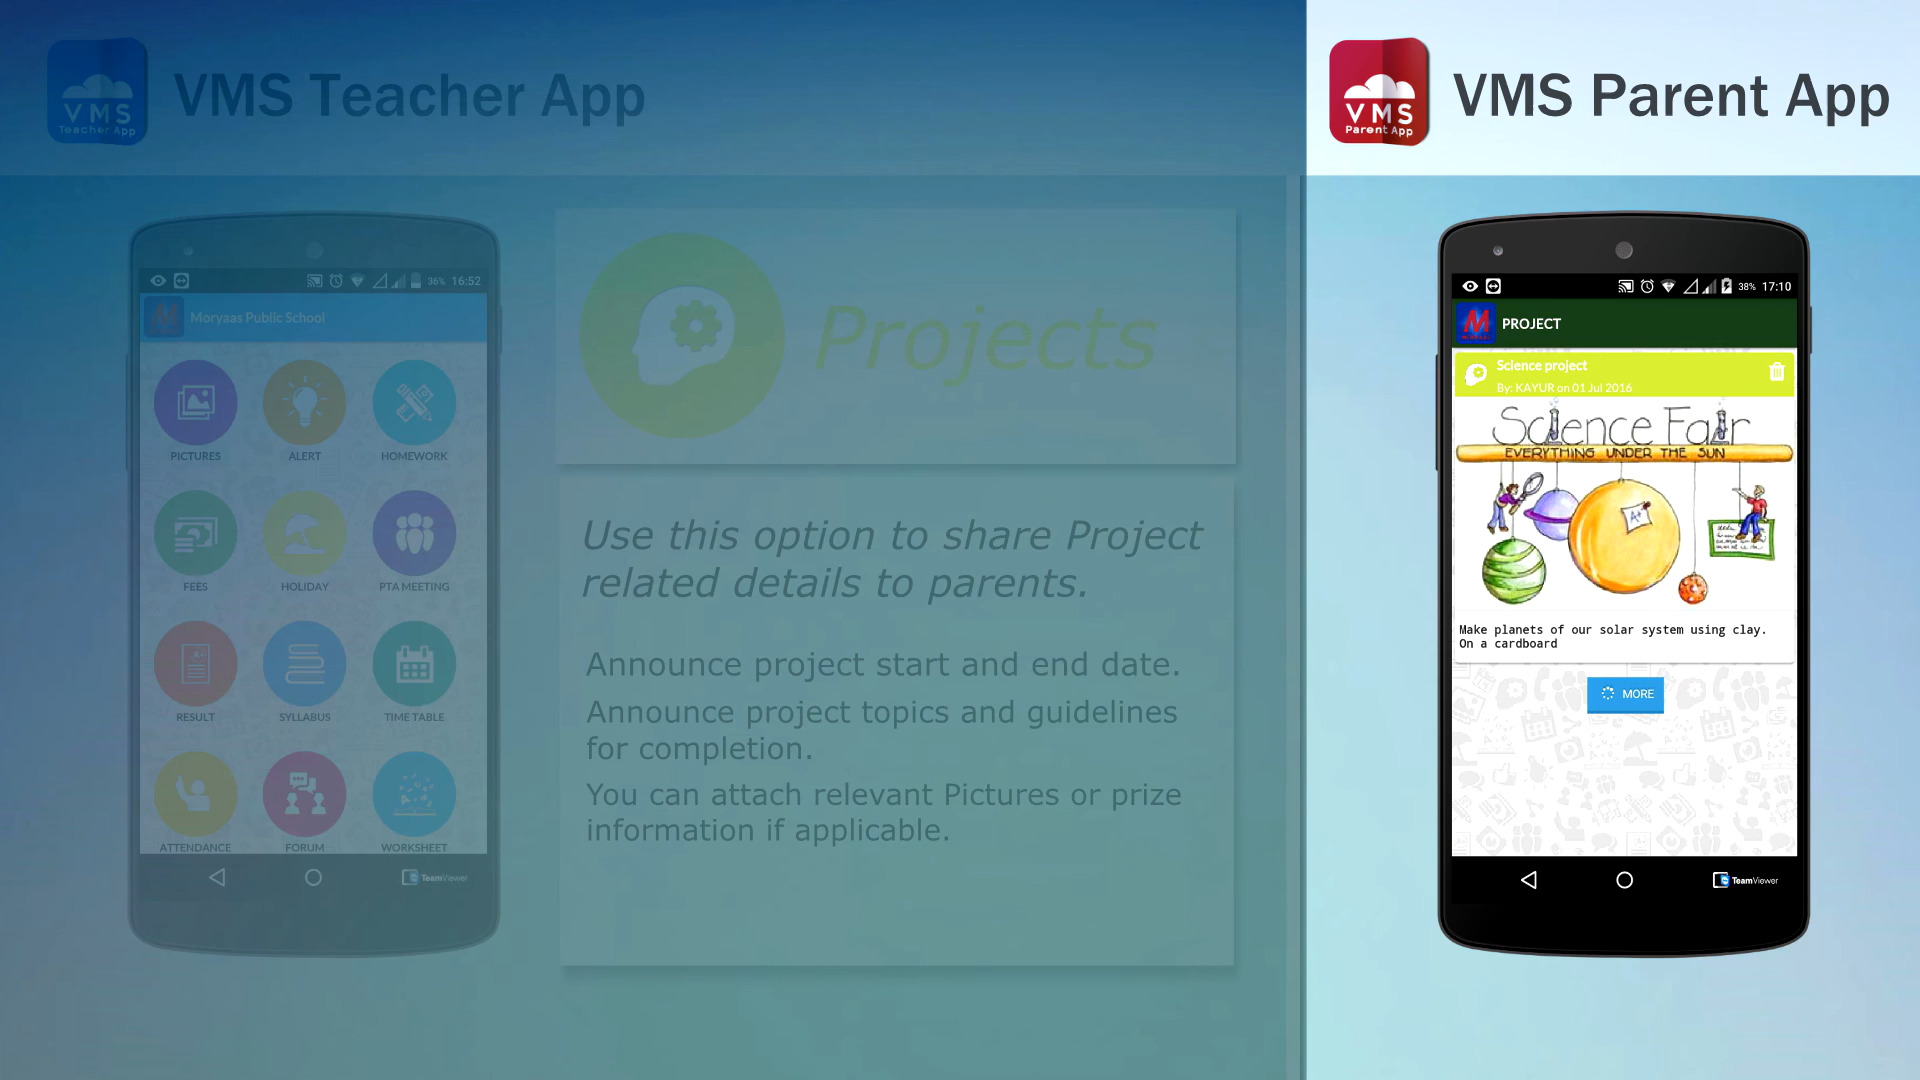 VMS
Teacher App
VMS Teacher App
VMS
Parent App
VMS Parent App
36% 16:52
Moryaas Public School
PICTURES
ALERT
HOMEWORK
FEES
HOLIDAY
PTA MEETING
RESULT
SYLLABUS
TIME TABLE
ATTENDANCE
FORUM
WORKSHEET
TeamViewer
Projects
Use this option to share Project
related details to parents.
Announce project start and end date.
Announce project topics and guidelines
for completion.
You can attach relevant Pictures or prize
information if applicable.
38% 17:10
M
PROJECT
Science project
By: KAYUR on 01 Jul 2016
Science Fair
EVERYTHING UNDER THE SUN
A+
Make planets of our solar system using clay.
On a cardboard
MORE
TeamViewer